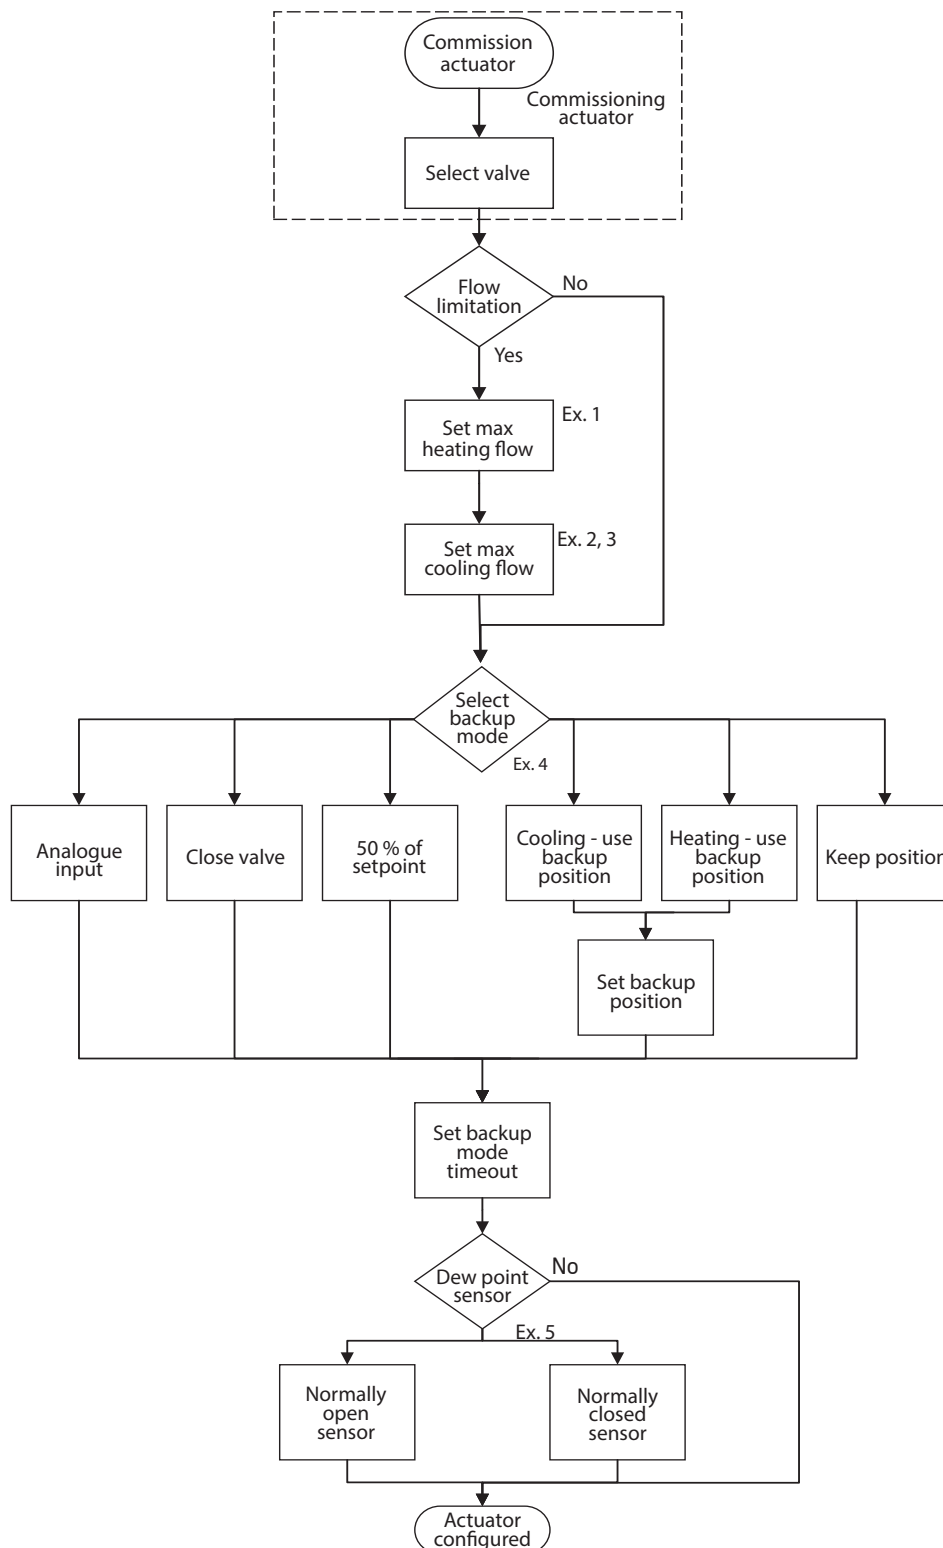 Commission
actuator
Commissioning
actuator
Select valve
Flow
limitation
No
Yes
Set max
heating flow
Ex. 1
Set max
cooling flow
Ex. 2, 3
Select
backup
mode
Ex. 4
Analogue
input
Close valve
50 % of
setpoint
Cooling - use
backup
position
Heating - use
backup
position
Keep position
Set backup
position
Set backup
mode
timeout
Dew point
sensor
No
Ex. 5
Normally
open
sensor
Normally
closed
sensor
Actuator
configured